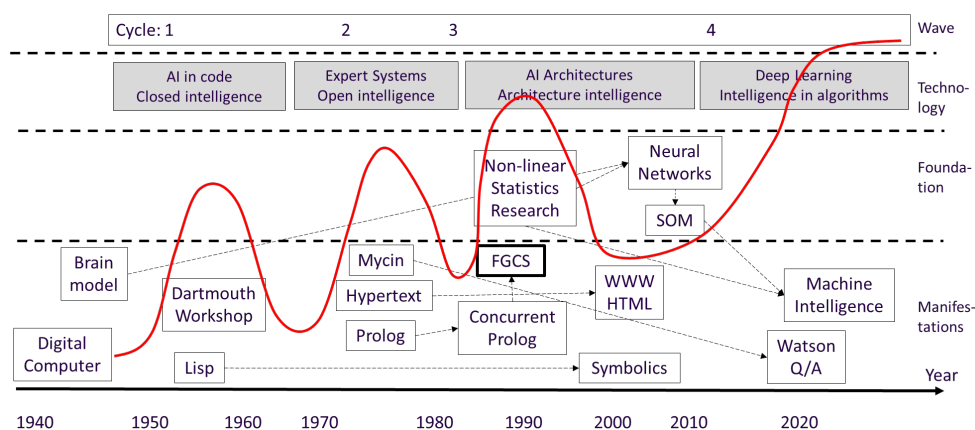 Cycle: 1 2 3 4 Wave
AI in code
Closed intelligence
Expert Systems
Open intelligence
AI Architectures
Architecture intelligence
Deep Learning
Intelligence in algorithms
Techno-
logy
Non-linear
Statistics
Research
Neural
Networks
SOM
Founda-
tion
Brain
model
Dartmouth
Workshop
Mycin
FGCS
Hypertext
WWW
HTML
Machine
Intelligence
Prolog
Concurrent
Prolog
Manifes-
tations
Digital
Computer
Lisp
Symbolics
Watson
Q/A
Year
1940 1950 1960 1970 1980 1990 2000 2010 2020